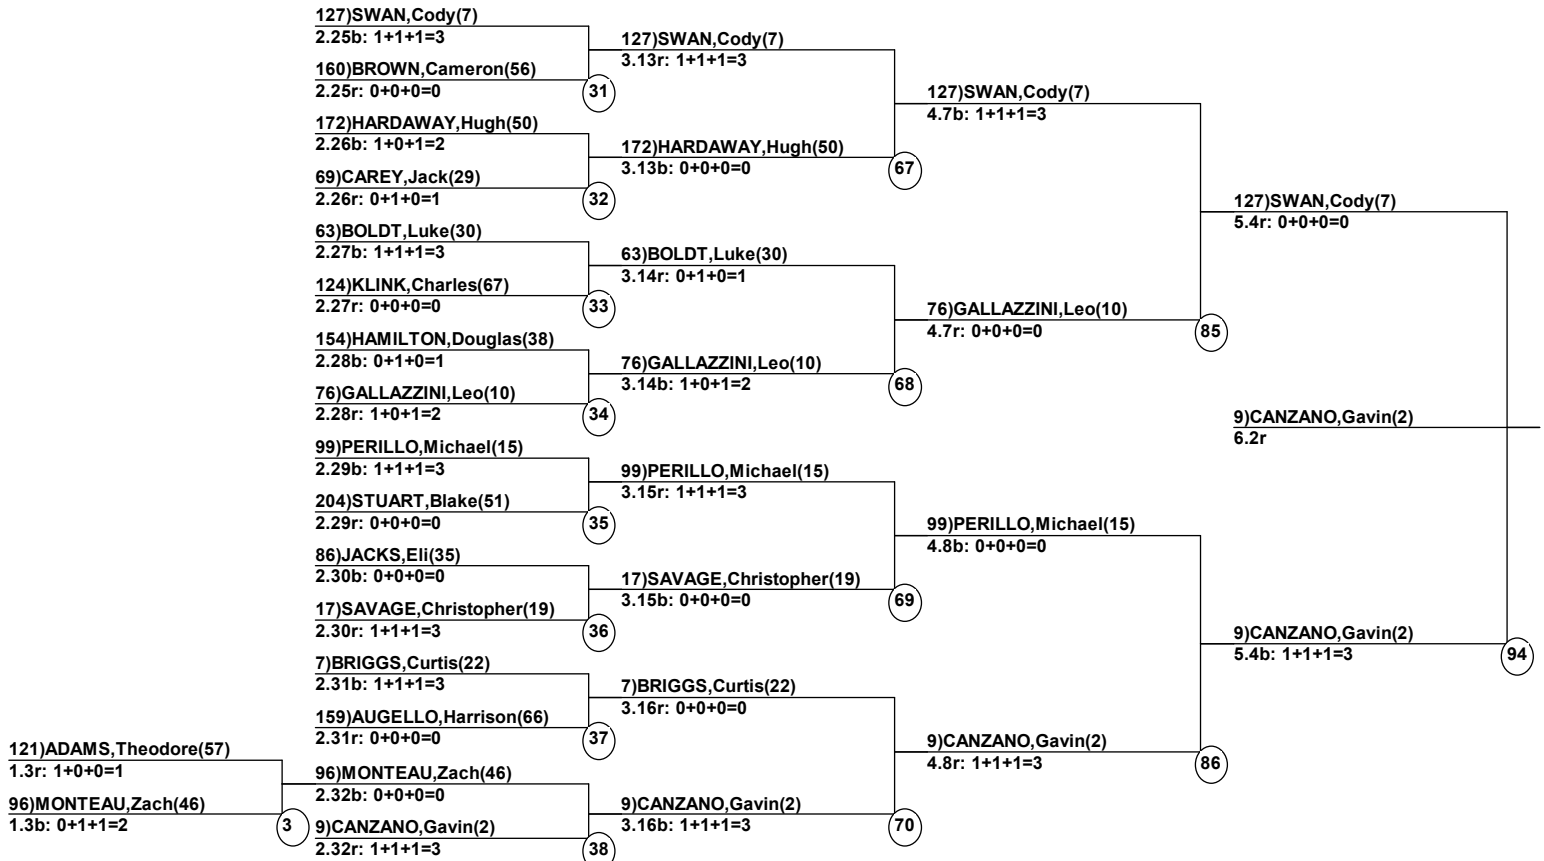 127)SWAN,Cody(7)
2.25b: 1+1+1=3
160)BROWN,Cameron(56)
2.25r: 0+0+0=0
31
172)HARDAWAY,Hugh(50)
2.26b: 1+0+1=2
69)CAREY,Jack(29)
2.26r: 0+1+0=1
32
63)BOLDT,Luke(30)
2.27b: 1+1+1=3
124)KLINK,Charles(67)
2.27r: 0+0+0=0
33
154)HAMILTON,Douglas(38)
2.28b: 0+1+0=1
76)GALLAZZINI,Leo(10)
2.28r: 1+0+1=2
34
99)PERILLO,Michael(15)
2.29b: 1+1+1=3
204)STUART,Blake(51)
2.29r: 0+0+0=0
35
86)JACKS,Eli(35)
2.30b: 0+0+0=0
17)SAVAGE,Christopher(19)
2.30r: 1+1+1=3
36
7)BRIGGS,Curtis(22)
2.31b: 1+1+1=3
159)AUGELLO,Harrison(66)
2.31r: 0+0+0=0
37
121)ADAMS,Theodore(57)
1.3r: 1+0+0=1
96)MONTEAU,Zach(46)
1.3b: 0+1+1=2
3
96)MONTEAU,Zach(46)
2.32b: 0+0+0=0
9)CANZANO,Gavin(2)
2.32r: 1+1+1=3
38
127)SWAN,Cody(7)
3.13r: 1+1+1=3
172)HARDAWAY,Hugh(50)
3.13b: 0+0+0=0
67
63)BOLDT,Luke(30)
3.14r: 0+1+0=1
76)GALLAZZINI,Leo(10)
3.14b: 1+0+1=2
68
99)PERILLO,Michael(15)
3.15r: 1+1+1=3
17)SAVAGE,Christopher(19)
3.15b: 0+0+0=0
69
7)BRIGGS,Curtis(22)
3.16r: 0+0+0=0
9)CANZANO,Gavin(2)
3.16b: 1+1+1=3
70
127)SWAN,Cody(7)
4.7b: 1+1+1=3
76)GALLAZZINI,Leo(10)
4.7r: 0+0+0=0
85
99)PERILLO,Michael(15)
4.8b: 0+0+0=0
9)CANZANO,Gavin(2)
4.8r: 1+1+1=3
86
127)SWAN,Cody(7)
5.4r: 0+0+0=0
9)CANZANO,Gavin(2)
6.2r
9)CANZANO,Gavin(2)
5.4b: 1+1+1=3
94